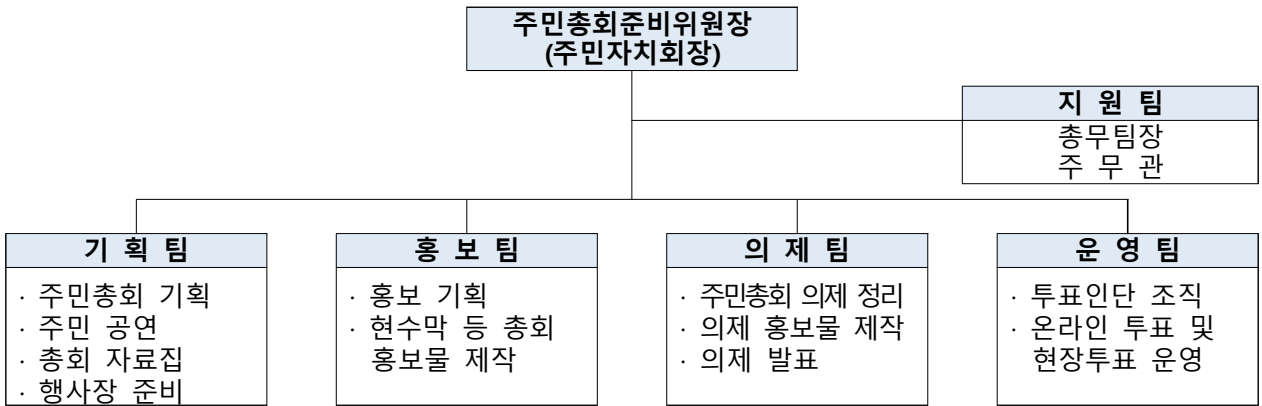 주민총회준비위원장
(주민자치회장)
지 원 팀
총무팀장
주 무 관
기 획 팀
· 주민총회 기획
· 주민 공연
· 총회 자료집
· 행사장 준비
홍 보 팀
· 홍보 기획
· 현수막 등 총회
홍보물 제작
의 제 팀
· 주민총회 의제 정리
· 의제 홍보물 제작
· 의제 발표
운 영 팀
· 투표인단 조직
· 온라인 투표 및
현장투표 운영